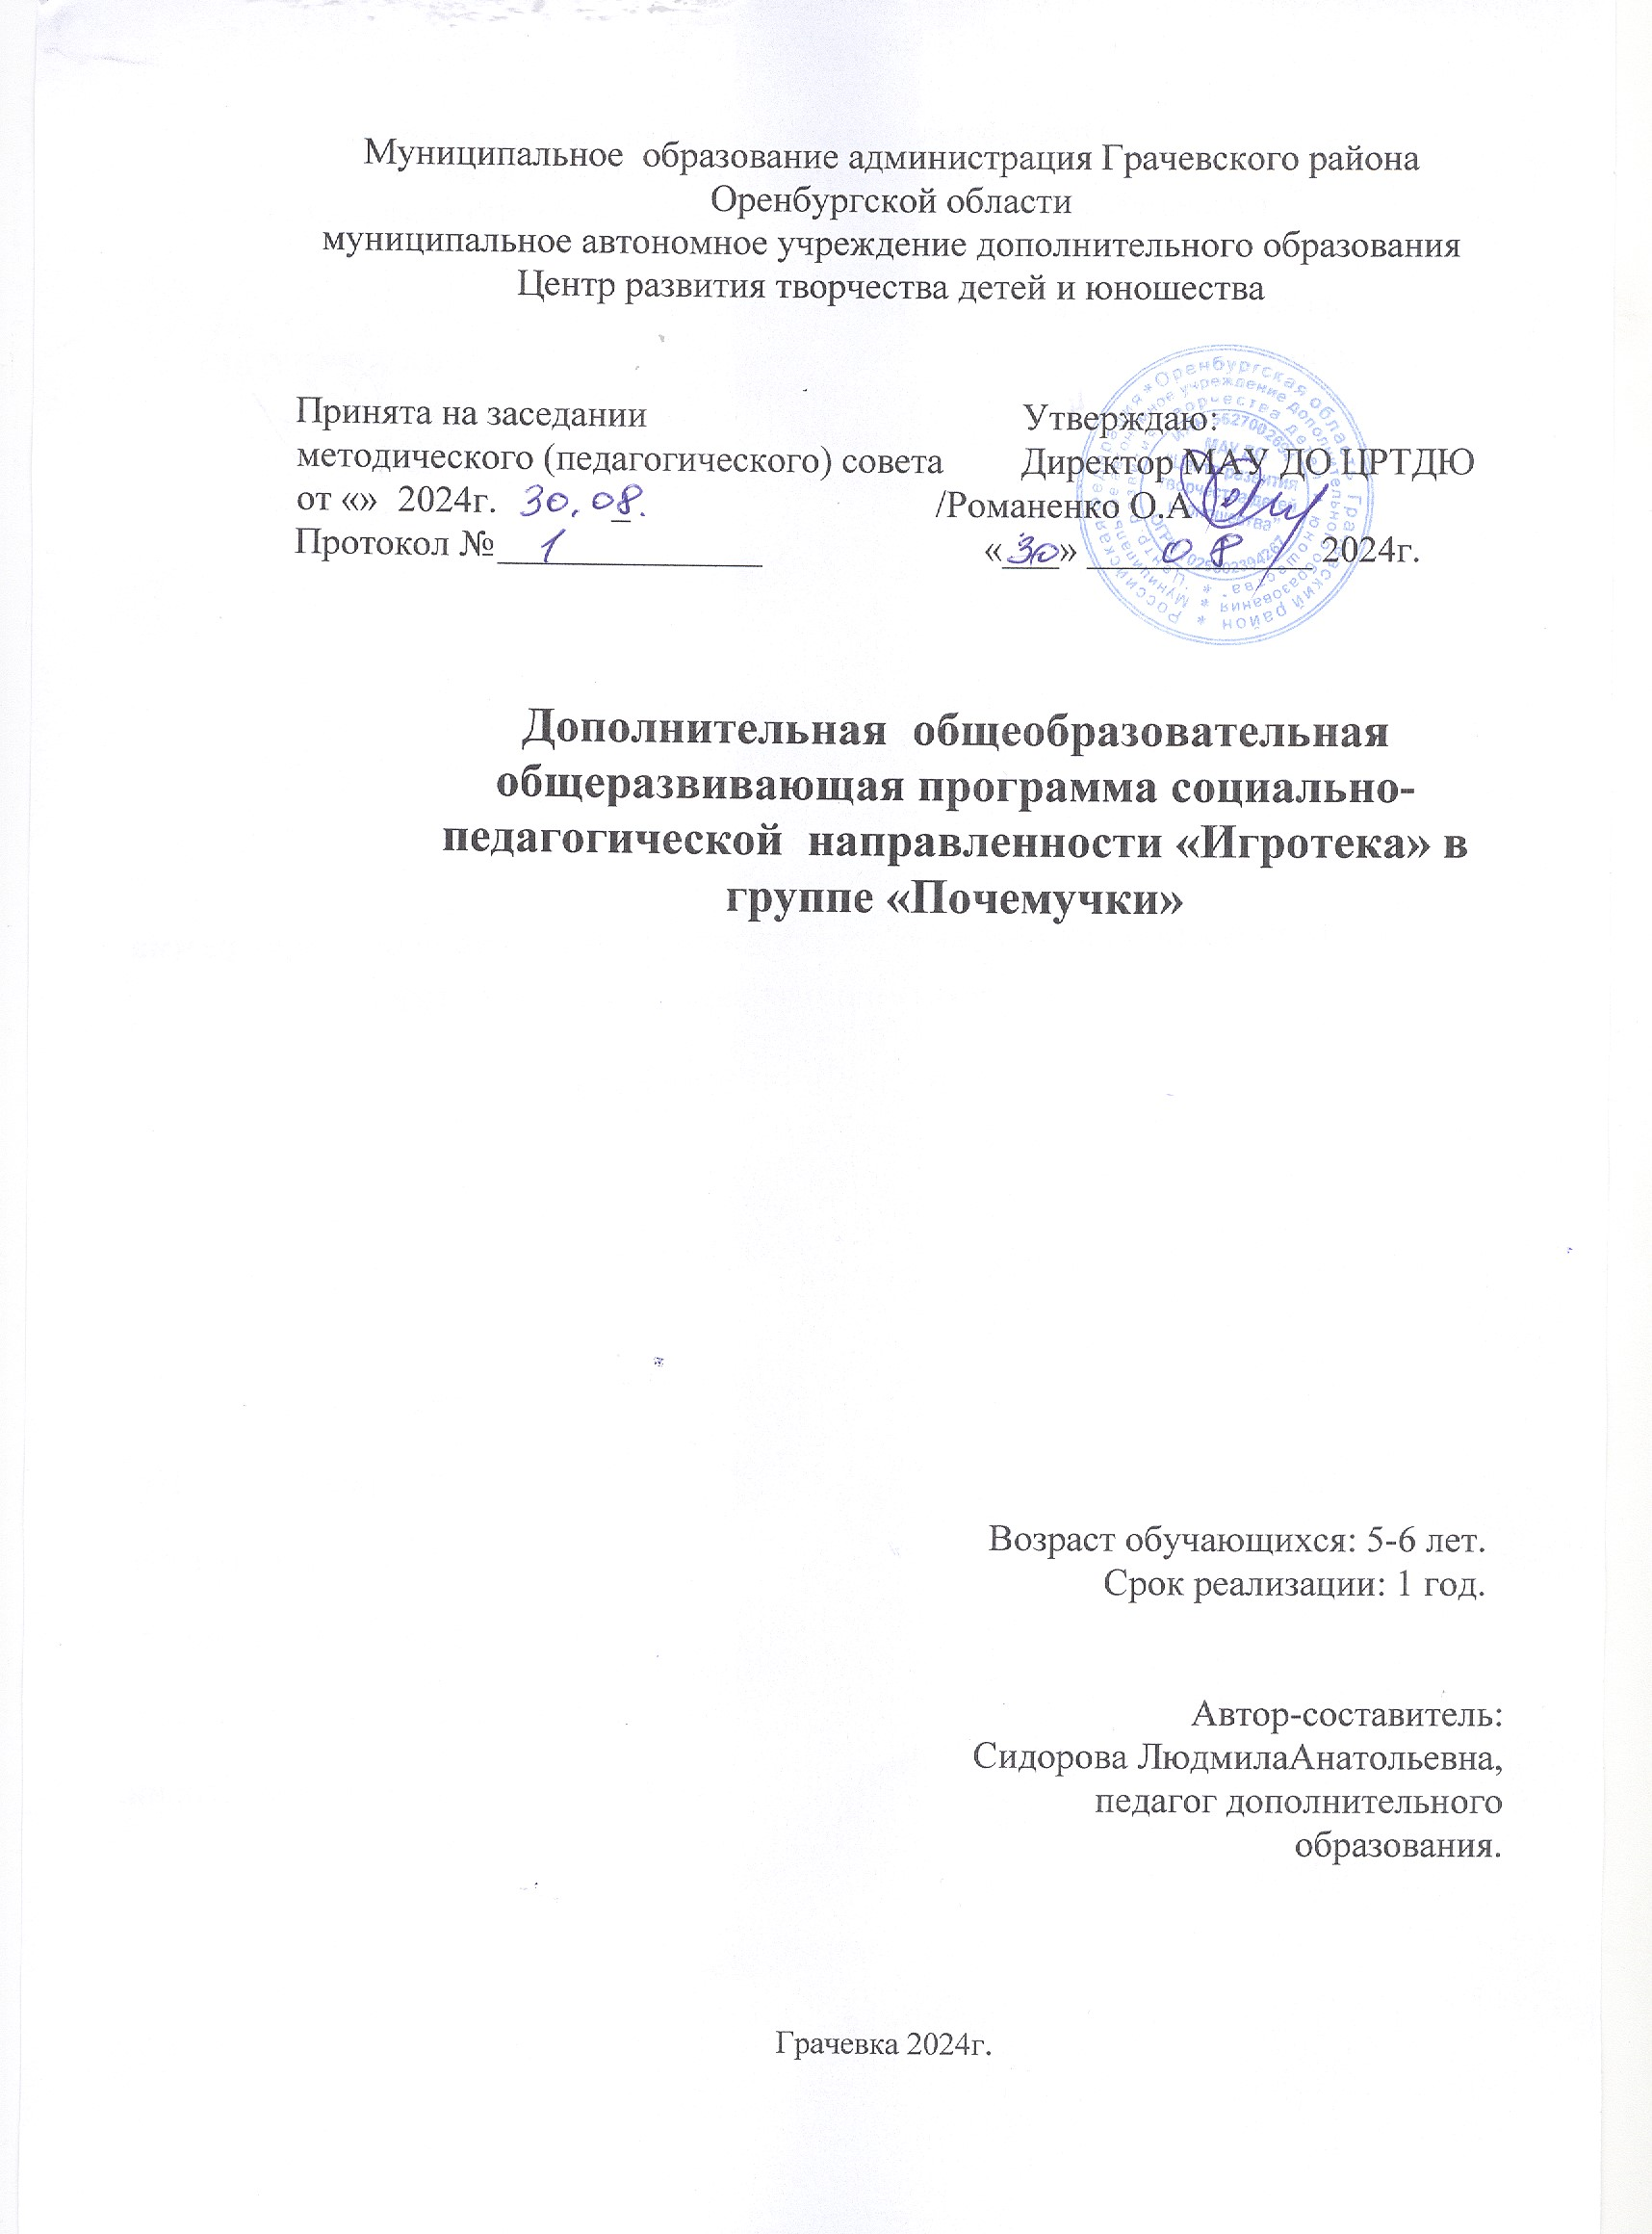 Муниципальное образование администрация Грачевского района
Оренбургской области
муниципальное автономное учреждение дополнительного образования
Центр развития творчества детей и юношества
Принята на заседании
методического (педагогического) совета
от «» 2024г. 30.08.
Протокол № 1
Утверждаю:
Директор МАУ ДО ЦРТДЮ
/Романенко О.А
«30» 08 2024г.
Дополнительная общеобразовательная
общеразвивающая программа социально-
педагогической направленности «Игротека» в
группе «Почемучки»
Возраст обучающихся: 5-6 лет.
Срок реализации: 1 год.
Автор-составитель:
Сидорова ЛюдмилаАнатольевна,
педагог дополнительного
образования.
Грачевка 2024г.